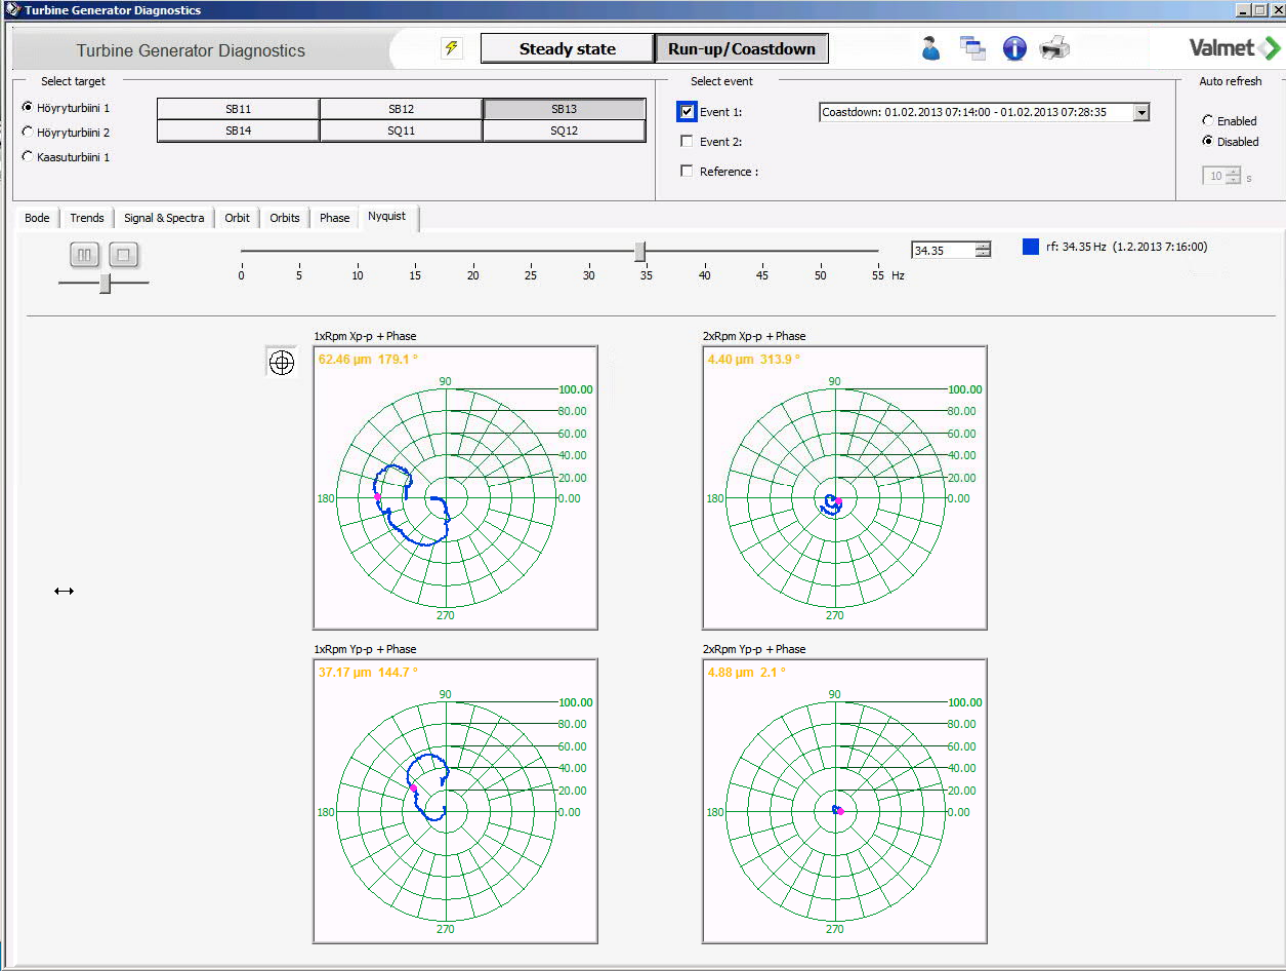 Turbine Generator Diagnostics
Turbine Generator Diagnostics
Steady state
Run-up/Coastdown
Valmet
Select target
Höyryturbiini 1
Höyryturbiini 2
Kaasuturbiini 1
SB11 SB12 SB13
SB14 SQ11 SQ12
Select event
Event 1: Coastdown: 01.02.2013 07:14:00 - 01.02.2013 07:28:35
Event 2:
Reference :
Auto refresh
Enabled
Disabled
10 s
Bode Trends Signal & Spectra Orbit Orbits Phase Nyquist
0 5 10 15 20 25 30 35 40 45 50 55 Hz
34.35
rf: 34.35 Hz (1.2.2013 7:16:00)
1xRpm Xp-p + Phase
62.46 µm 179.1 °
90
100.00
80.00
60.00
40.00
20.00
180 0.00
270
2xRpm Xp-p + Phase
4.40 µm 313.9 °
90
100.00
80.00
60.00
40.00
20.00
180 0.00
270
1xRpm Yp-p + Phase
37.17 µm 144.7 °
90
100.00
80.00
60.00
40.00
20.00
180 0.00
270
2xRpm Yp-p + Phase
4.88 µm 2.1 °
90
100.00
80.00
60.00
40.00
20.00
180 0.00
270